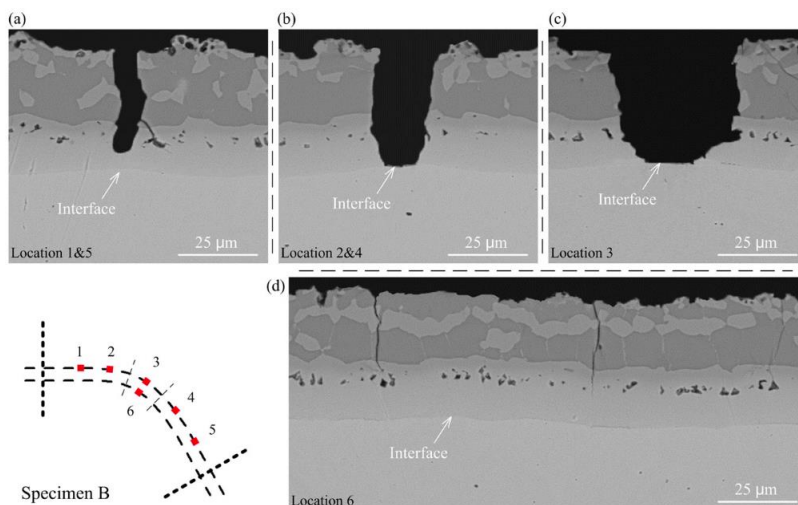 (a)
(b)
(c)
Interface
Interface
Interface
25 µm
25 µm
25 µm
Location 1&5
Location 2&4
Location 3
(d)
1
2
3
4
5
6
Specimen B
Interface
25 µm
Location 6